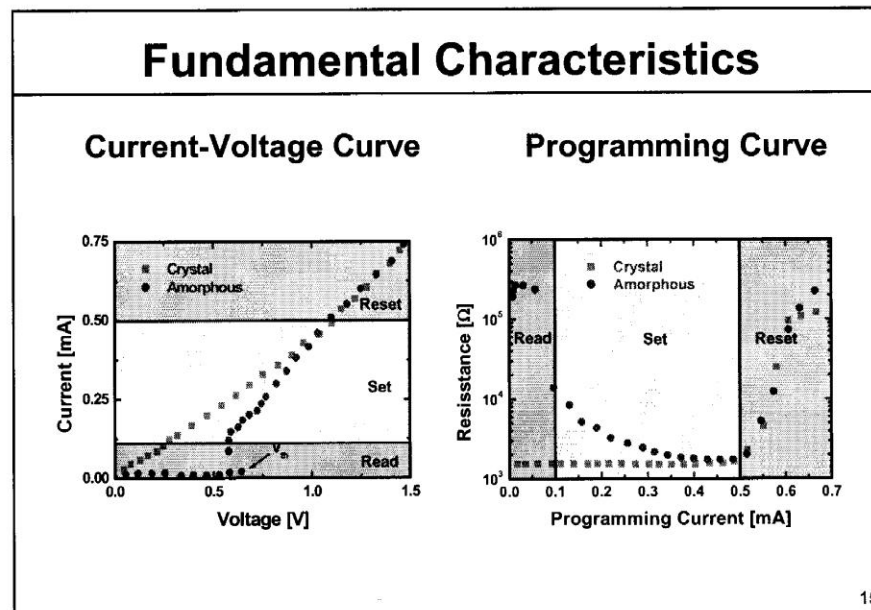 Fundamental Characteristics
Current-Voltage Curve
0.75
0.50
0.25
0.00
0.0
0.5
1.0
1.5
Current [mA]
Voltage [V]
Crystal
Amorphous
Reset
Set
Read
Programming Curve
10⁶
10⁵
10⁴
10³
0.0 0.1 0.2 0.3 0.4 0.5 0.6 0.7
Resisstance [Ω]
Programming Current [mA]
Crystal
Amorphous
Read
Set
Reset